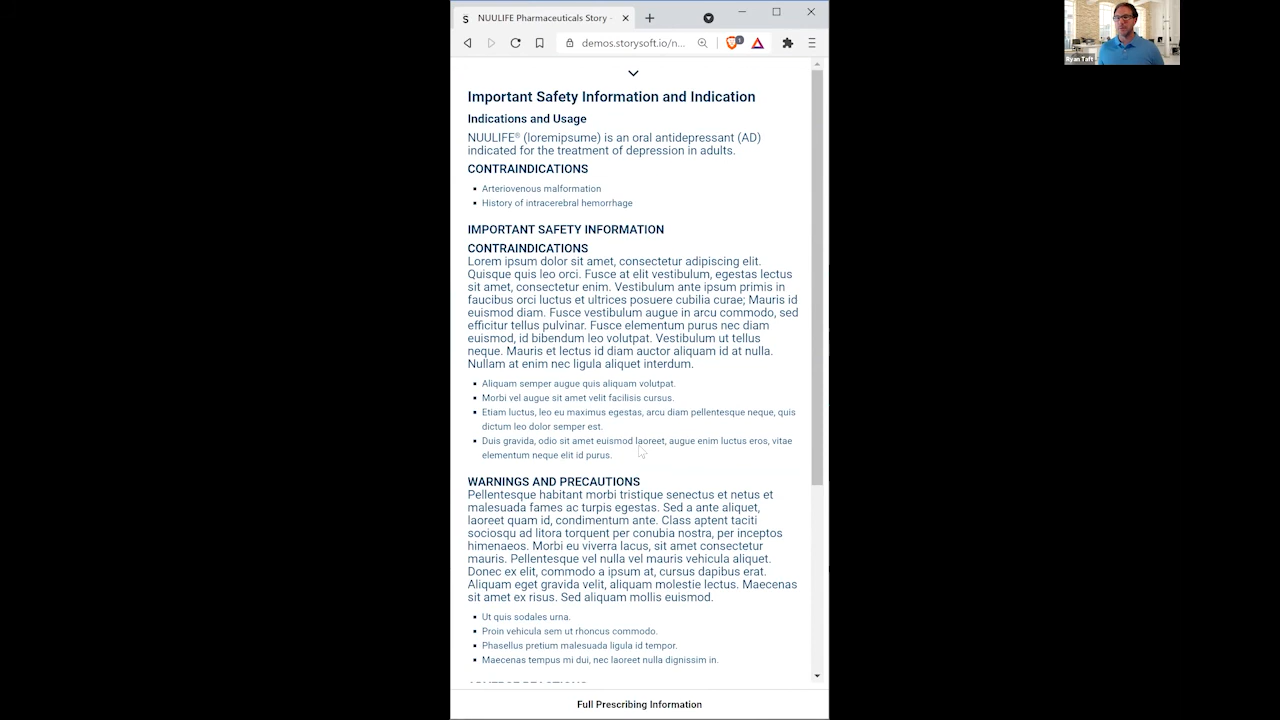 NUULIFE Pharmaceuticals Story -
demos.storysoft.io/n...
1
Ryan Taft
Important Safety Information and Indication
Indications and Usage
NUULIFE® (loremipsume) is an oral antidepressant (AD)
indicated for the treatment of depression in adults.
CONTRAINDICATIONS
▪ Arteriovenous malformation
▪ History of intracerebral hemorrhage
IMPORTANT SAFETY INFORMATION
CONTRAINDICATIONS
Lorem ipsum dolor sit amet, consectetur adipiscing elit.
Quisque quis leo orci. Fusce at elit vestibulum, egestas lectus
sit amet, consectetur enim. Vestibulum ante ipsum primis in
faucibus orci luctus et ultrices posuere cubilia curae; Mauris id
euismod diam. Fusce vestibulum augue in arcu commodo, sed
efficitur tellus pulvinar. Fusce elementum purus nec diam
euismod, id bibendum leo volutpat. Vestibulum ut tellus
neque. Mauris et lectus id diam auctor aliquam id at nulla.
Nullam at enim nec ligula aliquet interdum.
▪ Aliquam semper augue quis aliquam volutpat.
▪ Morbi vel augue sit amet velit facilisis cursus.
▪ Etiam luctus, leo eu maximus egestas, arcu diam pellentesque neque, quis
dictum leo dolor semper est.
▪ Duis gravida, odio sit amet euismod laoreet, augue enim luctus eros, vitae
elementum neque elit id purus.
WARNINGS AND PRECAUTIONS
Pellentesque habitant morbi tristique senectus et netus et
malesuada fames ac turpis egestas. Sed a ante aliquet,
laoreet quam id, condimentum ante. Class aptent taciti
sociosqu ad litora torquent per conubia nostra, per inceptos
himenaeos. Morbi eu viverra lacus, sit amet consectetur
mauris. Pellentesque vel nulla vel mauris vehicula aliquet.
Donec ex elit, commodo a ipsum at, cursus dapibus erat.
Aliquam eget gravida velit, aliquam molestie lectus. Maecenas
sit amet ex risus. Sed aliquam mollis euismod.
▪ Ut quis sodales urna.
▪ Proin vehicula sem ut rhoncus commodo.
▪ Phasellus pretium malesuada ligula id tempor.
▪ Maecenas tempus mi dui, nec laoreet nulla dignissim in.
Full Prescribing Information